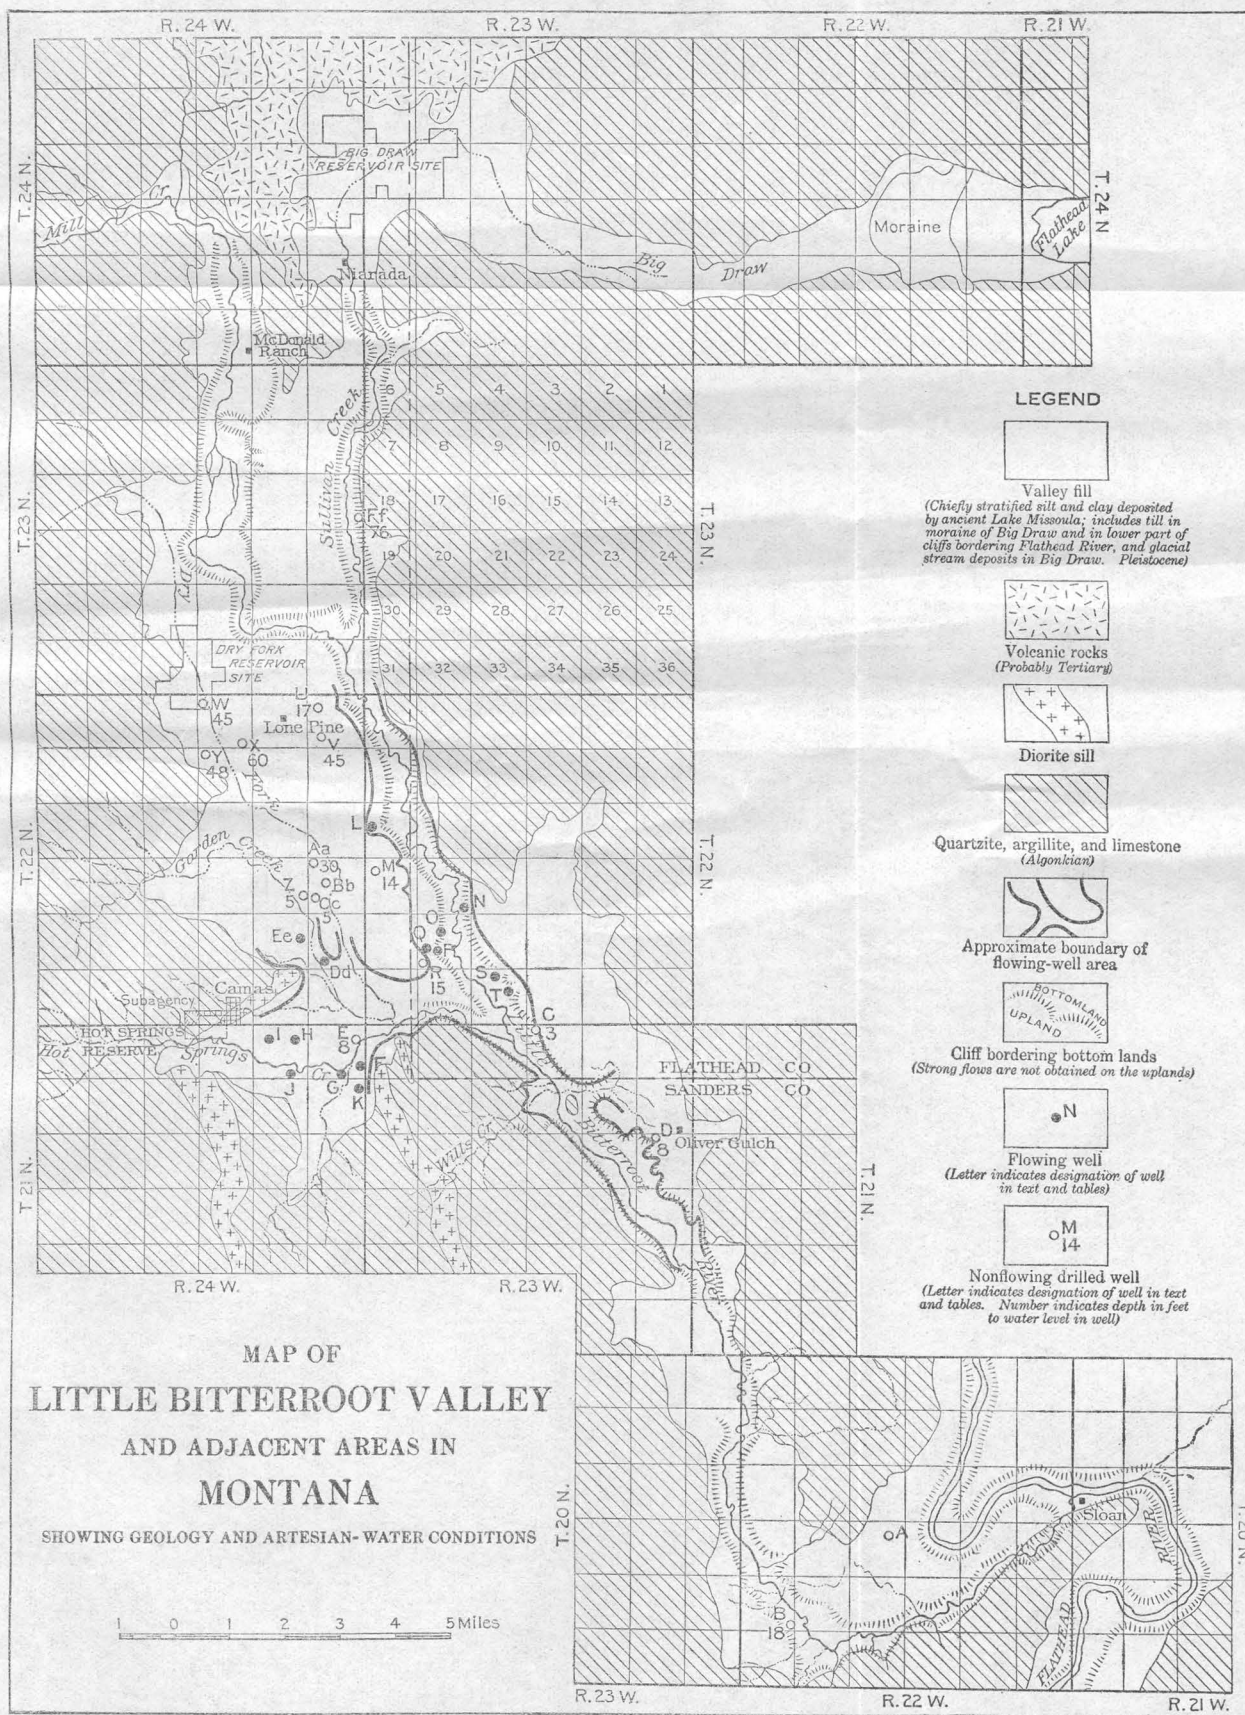 R. 24 W.
R. 23 W.
R. 22 W.
R. 21 W.
T. 24 N.
T. 24 N
BIG DRAW
RESERVOIR SITE
Mill Cr.
Moraine
Flathead
Lake
Big Draw
Niarada
McDonald
Ranch
6 5 4 3 2 1
Sullivan Creek
7 8 9 10 11 12
18 17 16 15 14 13
Ff
76
19 20 21 22 23 24
30 29 28 27 26 25
31 32 33 34 35 36
T. 23 N.
T. 23 N.
Dry
DRY FORK
RESERVOIR
SITE
W
45
U
17
Lone Pine
X
60
V
45
Y
48
Fork
L
T. 22 N.
T. 22 N.
Garden Creek
Aa
30
M
14
Z
5
Bb
Cc
5
N
O
Q
P
Ee
Dd
R
15
S
T
Camas
Subagency
C
3
HOT SPRINGS
RESERVE
Hot Springs Cr.
I
H
E
8
F
J
G
K
Little Bitterroot River
FLATHEAD CO
SANDERS CO
D
8
Oliver Gulch
Wills Cr.
T. 21 N.
T. 21 N.
R. 24 W.
R. 23 W.
LEGEND
Valley fill
(Chiefly stratified silt and clay deposited
by ancient Lake Missoula; includes till in
moraine of Big Draw and in lower part of
cliffs bordering Flathead River, and glacial
stream deposits in Big Draw. Pleistocene)
Volcanic rocks
(Probably Tertiary)
Diorite sill
Quartzite, argillite, and limestone
(Algonkian)
Approximate boundary of
flowing-well area
BOTTOMLAND
UPLAND
Cliff bordering bottom lands
(Strong flows are not obtained on the uplands)
N
Flowing well
(Letter indicates designation of well
in text and tables)
M
14
Nonflowing drilled well
(Letter indicates designation of well in text
and tables. Number indicates depth in feet
to water level in well)
MAP OF
LITTLE BITTERROOT VALLEY
AND ADJACENT AREAS IN
MONTANA
SHOWING GEOLOGY AND ARTESIAN-WATER CONDITIONS
1 0 1 2 3 4 5 Miles
T. 20 N.
T. 20 N.
A
Sloan
B
18
FLATHEAD RIVER
R. 23 W.
R. 22 W.
R. 21 W.